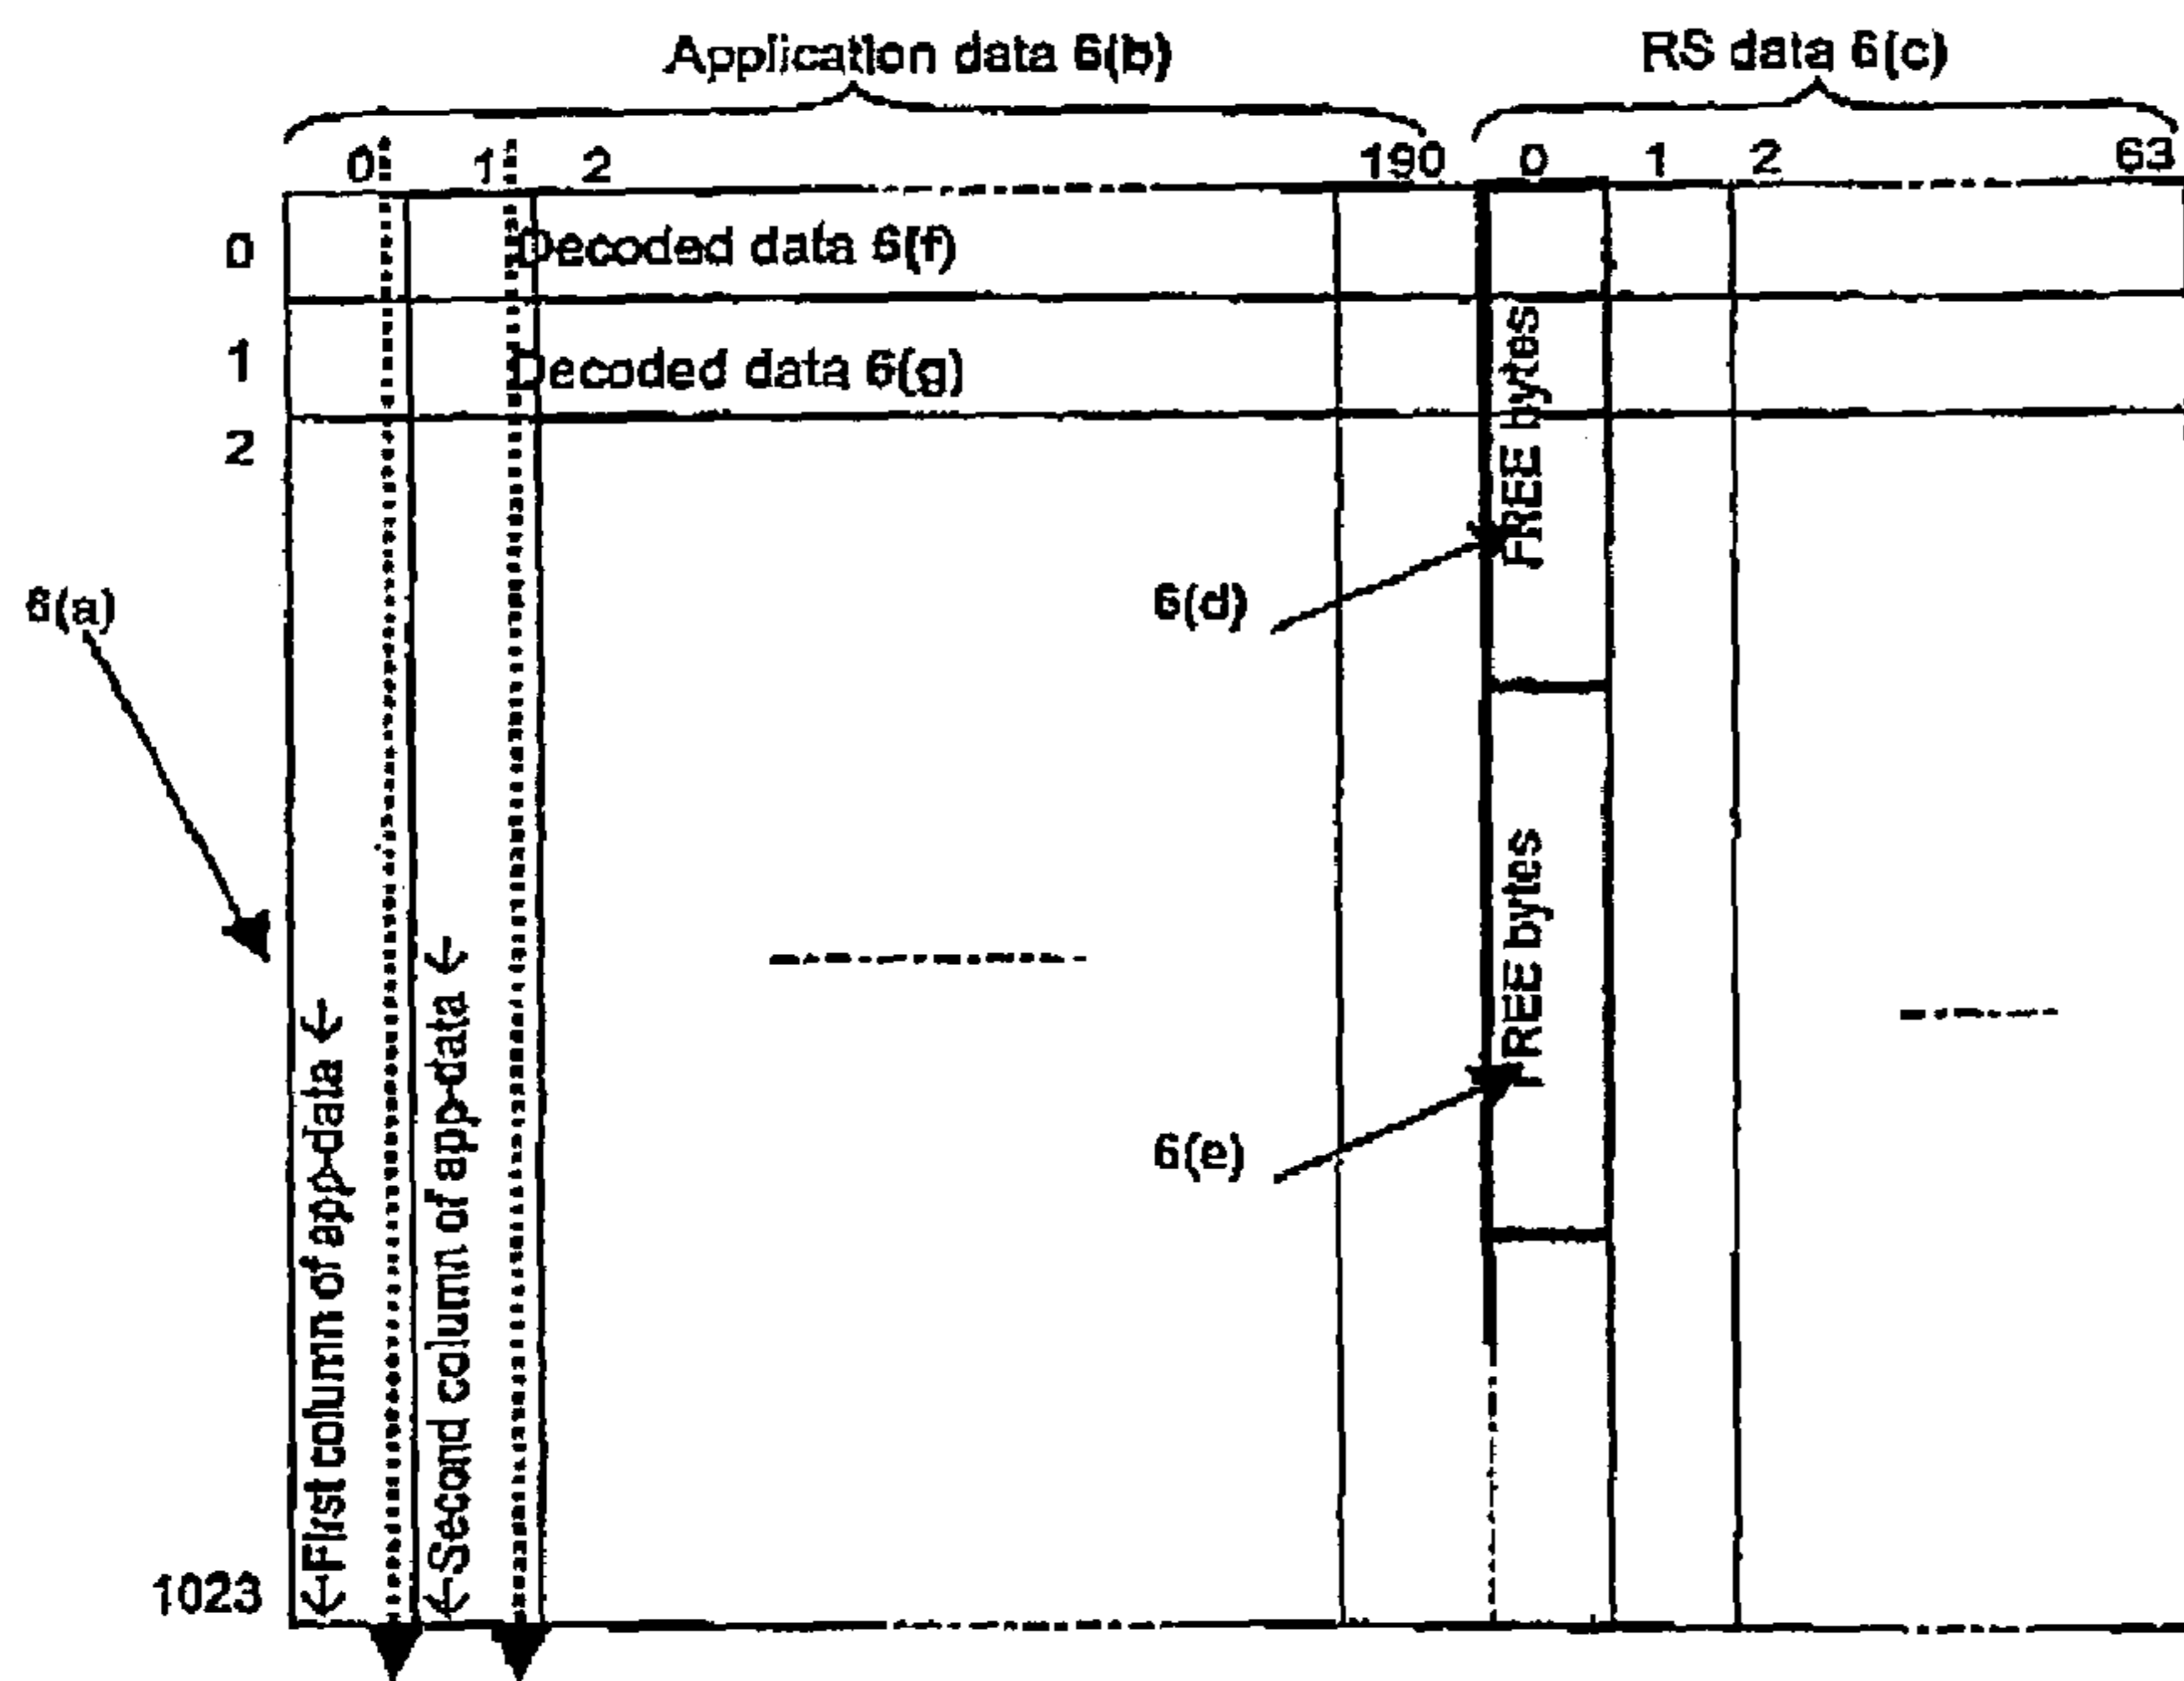 Application data 6(b)
RS data 6(c)
0 1 2 190 0 1 2 63
0 Decoded data 6(f)
1 Decoded data 6(g)
2
FREE bytes
6(a)
6(d)
FREE bytes
6(e)
←First column of app-data ←
←Second column of app-data ←
1023